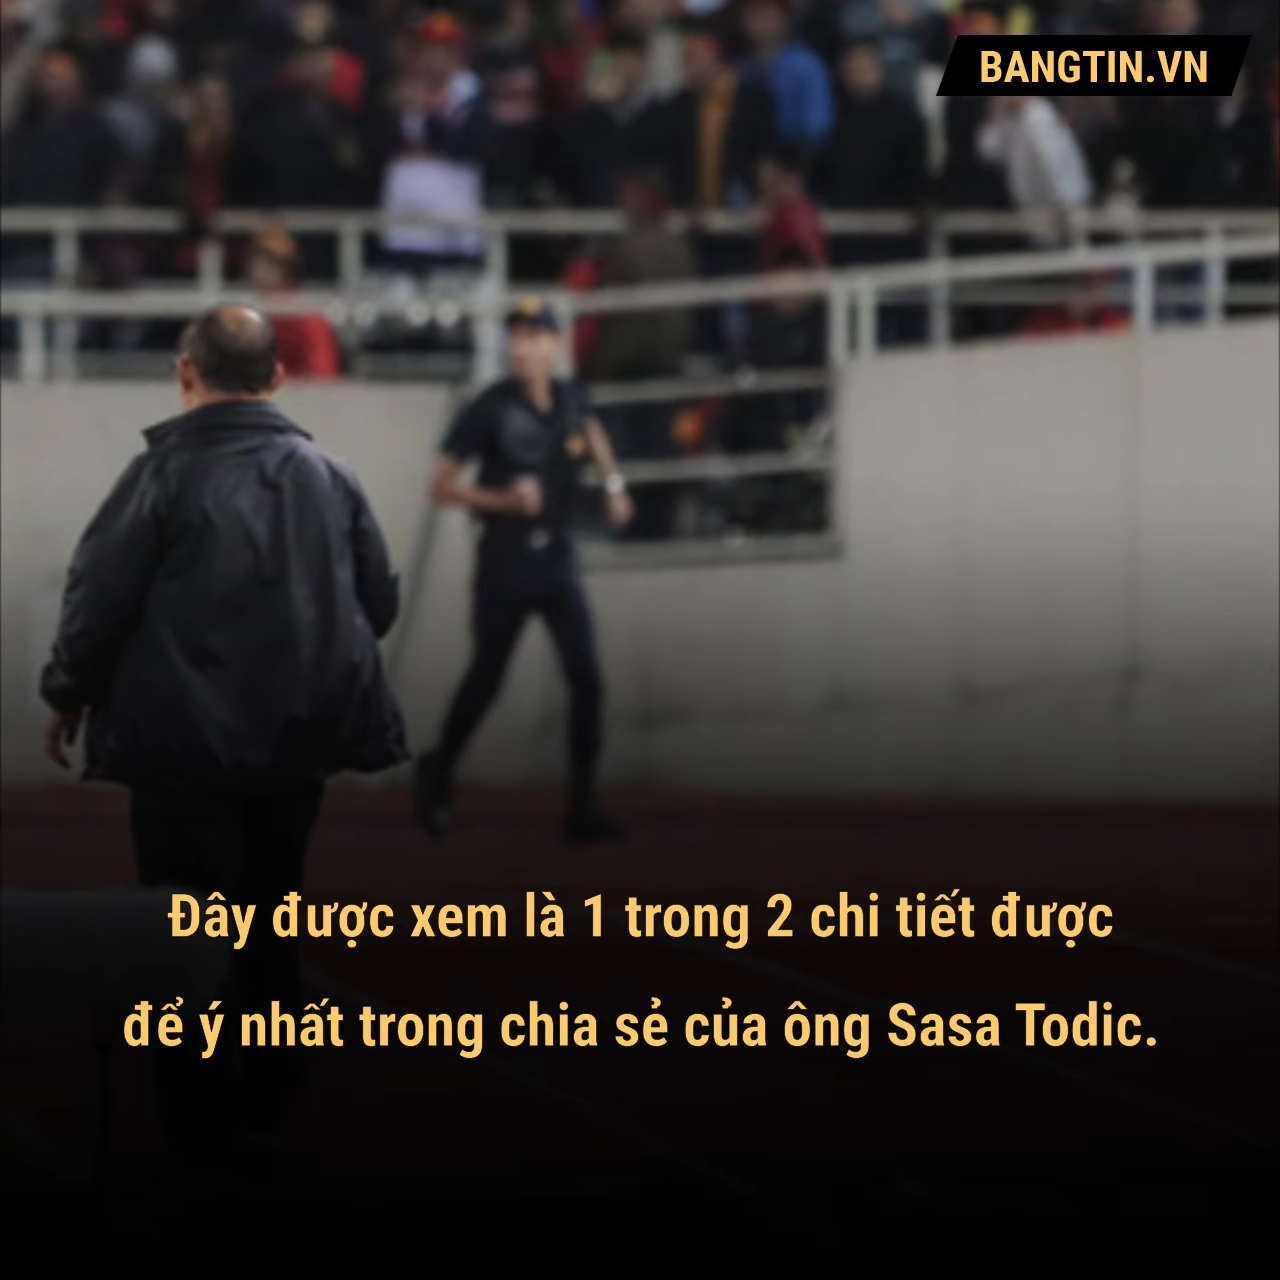 BANGTIN.VN
Đây được xem là 1 trong 2 chi tiết được
để ý nhất trong chia sẻ của ông Sasa Todic.